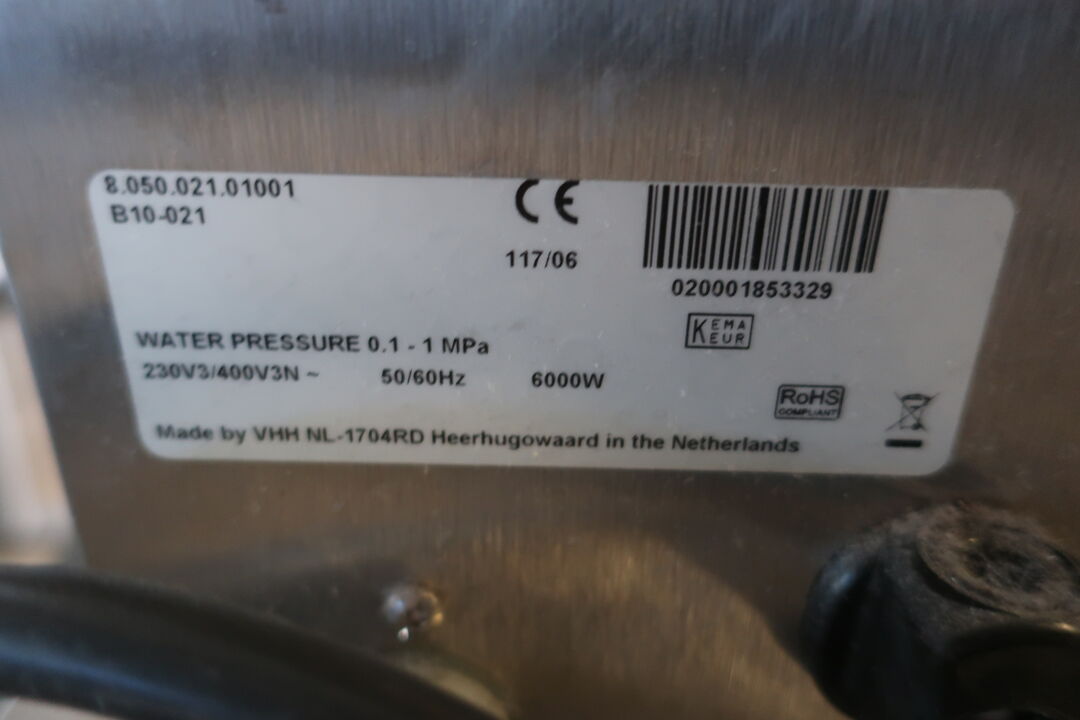 8.050.021.01001
B10-021
CE
117/06
020001853329
KEMA
KEUR
WATER PRESSURE 0.1 - 1 MPa
230V3/400V3N ~ 50/60Hz 6000W
RoHS
COMPLIANT
Made by VHH NL-1704RD Heerhugowaard in the Netherlands